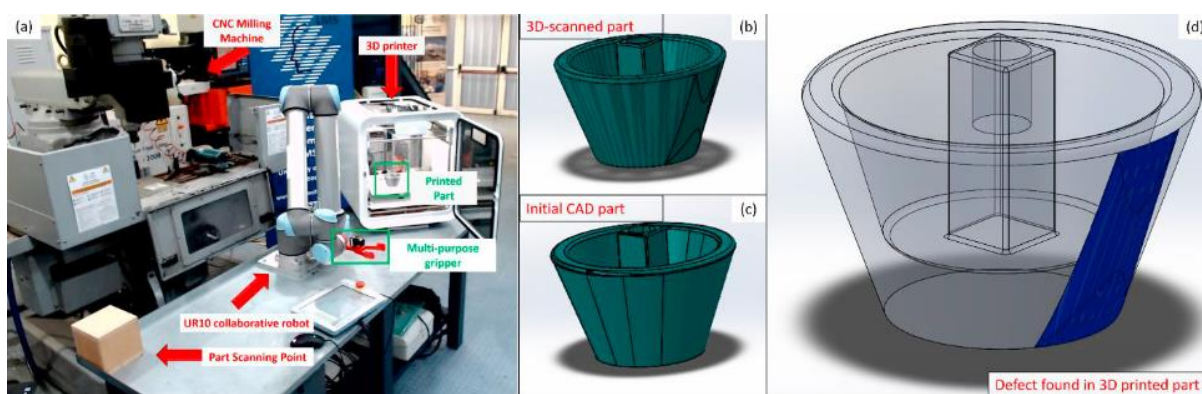 (a)
CNC Milling
Machine
3D printer
LMS
Printed
Part
Multi-purpose
gripper
UR10 collaborative robot
Part Scanning Point
3D-scanned part
(b)
Initial CAD part
(c)
(d)
Defect found in 3D printed part